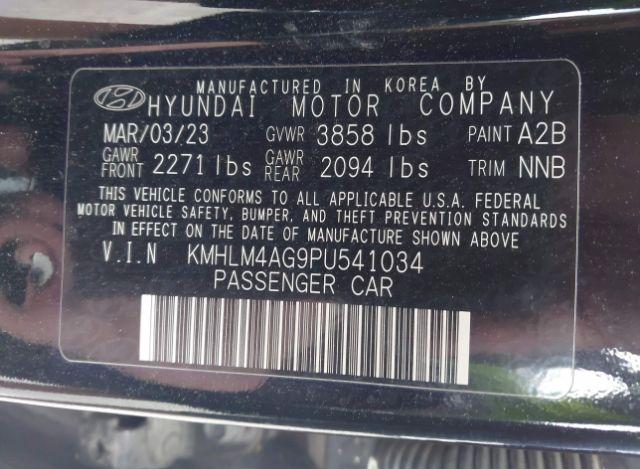 MANUFACTURED IN KOREA BY
HYUNDAI MOTOR COMPANY
MAR/03/23 GVWR 3858 lbs PAINT A2B
GAWR FRONT 2271 lbs GAWR REAR 2094 lbs TRIM NNB
THIS VEHICLE CONFORMS TO ALL APPLICABLE U.S.A. FEDERAL
MOTOR VEHICLE SAFETY, BUMPER, AND THEFT PREVENTION STANDARDS
IN EFFECT ON THE DATE OF MANUFACTURE SHOWN ABOVE
V.I.N KMHLM4AG9PU541034
PASSENGER CAR